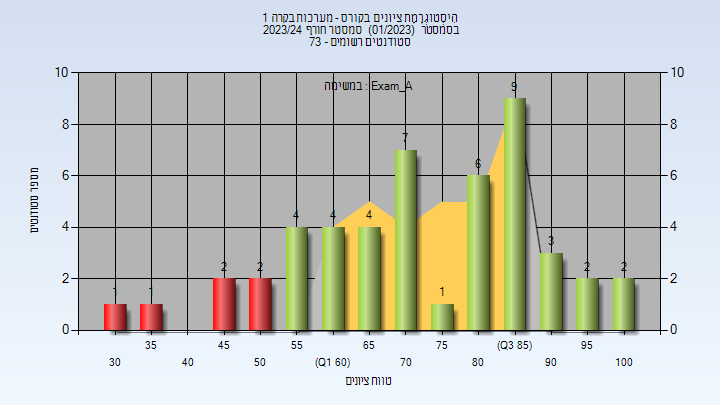 היסטוגרמת ציונים בקורס - מערכות בקרה 1
בסמסטר (01/2023) סמסטר חורף 2023/24
סטודנטים רשומים - 73
במשימה : Exam_A
מספר סטודנטים
10 10
8 8
6 6
4 4
2 2
0 0
1 1 2 2 4 4 4 7 1 6 9 3 2 2
35 45 55 65 75 (Q3 85) 95
30 40 50 (Q1 60) 70 80 90 100
טווח ציונים